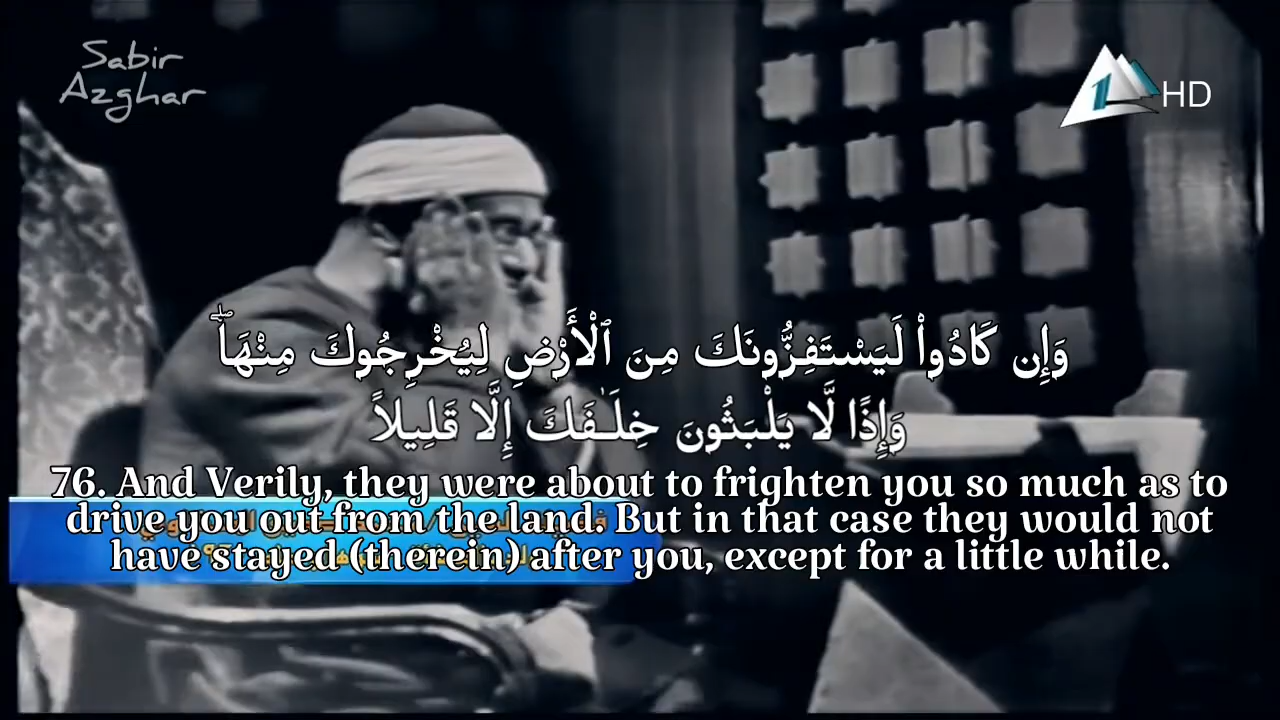 Sabir
Azghar
1
HD
وَإِن كَادُوا۟ لَيَسْتَفِزُّونَكَ مِنَ ٱلْأَرْضِ لِيُخْرِجُوكَ مِنْهَا ۖ
وَإِذًا لَّا يَلْبَثُونَ خِلَـٰفَكَ إِلَّا قَلِيلاً
76. And Verily, they were about to frighten you so much as to
drive you out from the land. But in that case they would not
have stayed (therein) after you, except for a little while.